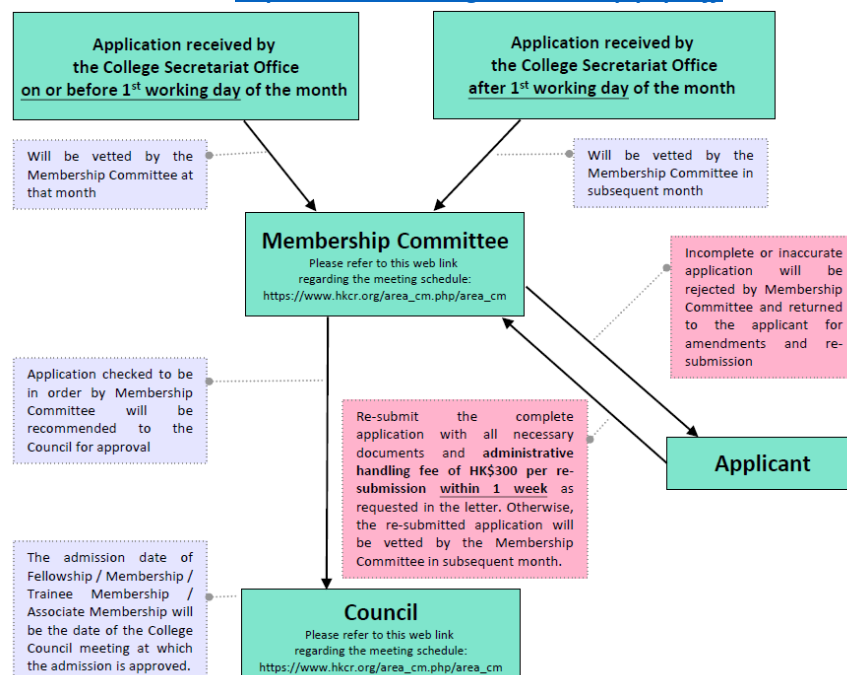 Application received by
the College Secretariat Office
on or before 1st working day of the month
Application received by
the College Secretariat Office
after 1st working day of the month
Will be vetted by the
Membership Committee at
that month
Will be vetted by the
Membership Committee in
subsequent month
Membership Committee
Please refer to this web link
regarding the meeting schedule:
https://www.hkcr.org/area_cm.php/area_cm
Incomplete or inaccurate
application will be
rejected by Membership
Committee and returned
to the applicant for
amendments and re-
submission
Application checked to be
in order by Membership
Committee will be
recommended to the
Council for approval
Re-submit the complete
application with all necessary
documents and administrative
handling fee of HK$300 per re-
submission within 1 week as
requested in the letter. Otherwise,
the re-submitted application will
be vetted by the Membership
Committee in subsequent month.
Applicant
The admission date of
Fellowship / Membership /
Trainee Membership /
Associate Membership will
be the date of the College
Council meeting at which
the admission is approved.
Council
Please refer to this web link
regarding the meeting schedule:
https://www.hkcr.org/area_cm.php/area_cm